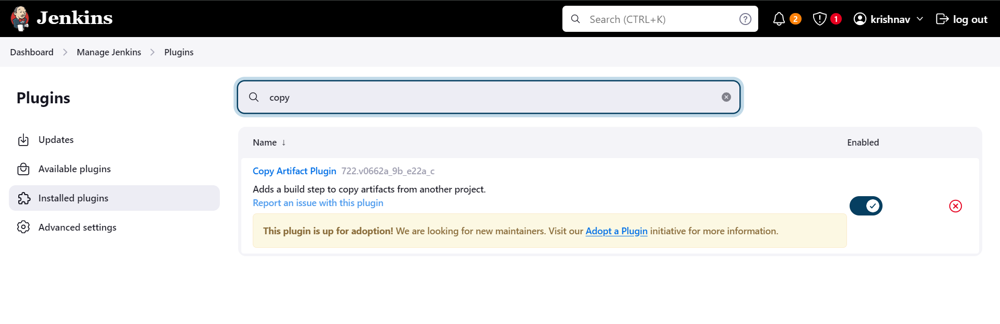 Jenkins
Search (CTRL+K)
?
2
1
krishnav
log out
Dashboard
Manage Jenkins
Plugins
Plugins
copy
Updates
Available plugins
Installed plugins
Advanced settings
Name ↓
Enabled
Copy Artifact Plugin 722.v0662a_9b_e22a_c
Adds a build step to copy artifacts from another project.
Report an issue with this plugin
This plugin is up for adoption! We are looking for new maintainers. Visit our Adopt a Plugin initiative for more information.